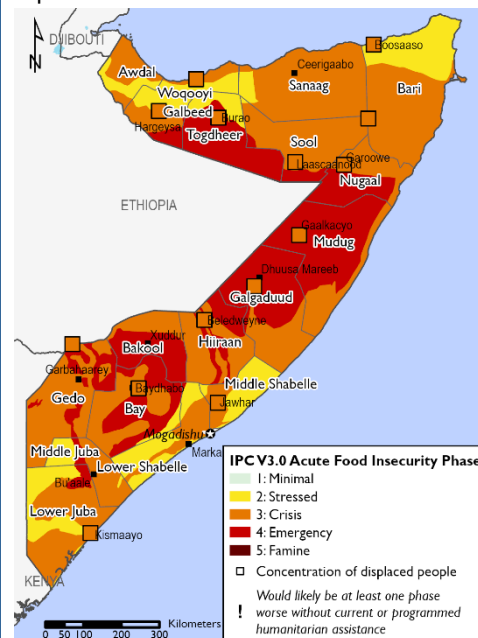 N
DJIBOUTI
Boosaaso
Awdal
Ceerigaabo
Sanaag
Bari
Woqooyi
Galbeed
Burao
Hargeysa
Togdheer
Sool
Laascaanood
Garoowe
Nugaal
ETHIOPIA
Gaalkacyo
Mudug
Dhuusa Mareeb
Galgaduud
Beledweyne
Xuddur
Hiiraan
Bakool
Garbahaarey
Gedo
Baydhabo
Middle Shabelle
Bay
Jawhar
Mogadishu
Marka
Middle Juba
Lower Shabelle
Bu'aale
Lower Juba
Kismaayo
KENYA
IPC V3.0 Acute Food Insecurity Phase
1: Minimal
2: Stressed
3: Crisis
4: Emergency
5: Famine
Concentration of displaced people
! Would likely be at least one phase
worse without current or programmed
humanitarian assistance
Kilometers
0 50 100 200 300